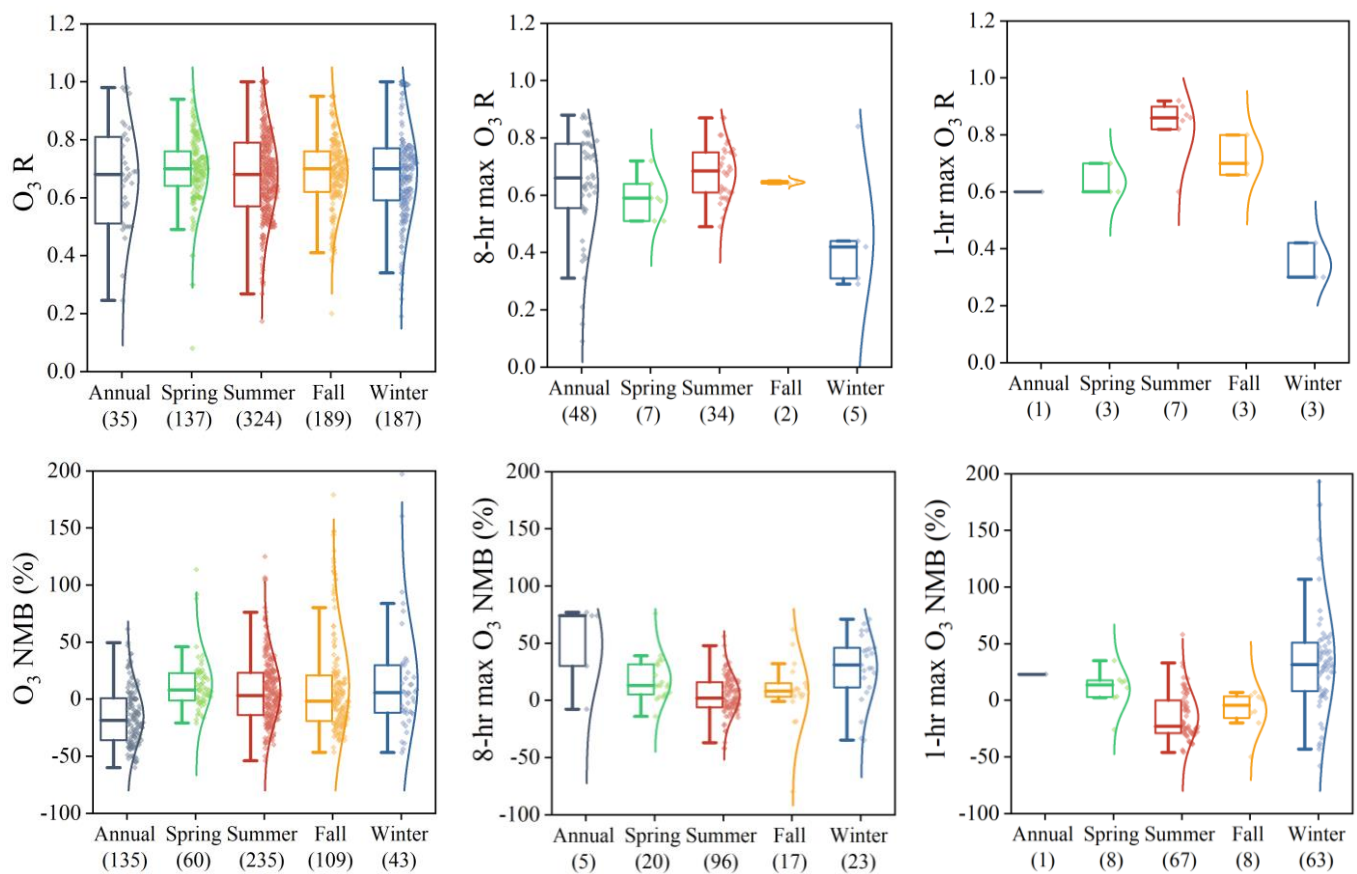 O3 R
1.2
1.0
0.8
0.6
0.4
0.2
0.0
Annual Spring Summer Fall Winter
(35) (137) (324) (189) (187)
8-hr max O3 R
1.2
1.0
0.8
0.6
0.4
0.2
0.0
Annual Spring Summer Fall Winter
(48) (7) (34) (2) (5)
1-hr max O3 R
1.2
1.0
0.8
0.6
0.4
0.2
0.0
Annual Spring Summer Fall Winter
(1) (3) (7) (3) (3)
O3 NMB (%)
200
150
100
50
0
-50
-100
Annual Spring Summer Fall Winter
(135) (60) (235) (109) (43)
8-hr max O3 NMB (%)
200
150
100
50
0
-50
-100
Annual Spring Summer Fall Winter
(5) (20) (96) (17) (23)
1-hr max O3 NMB (%)
200
150
100
50
0
-50
-100
Annual Spring Summer Fall Winter
(1) (8) (67) (8) (63)